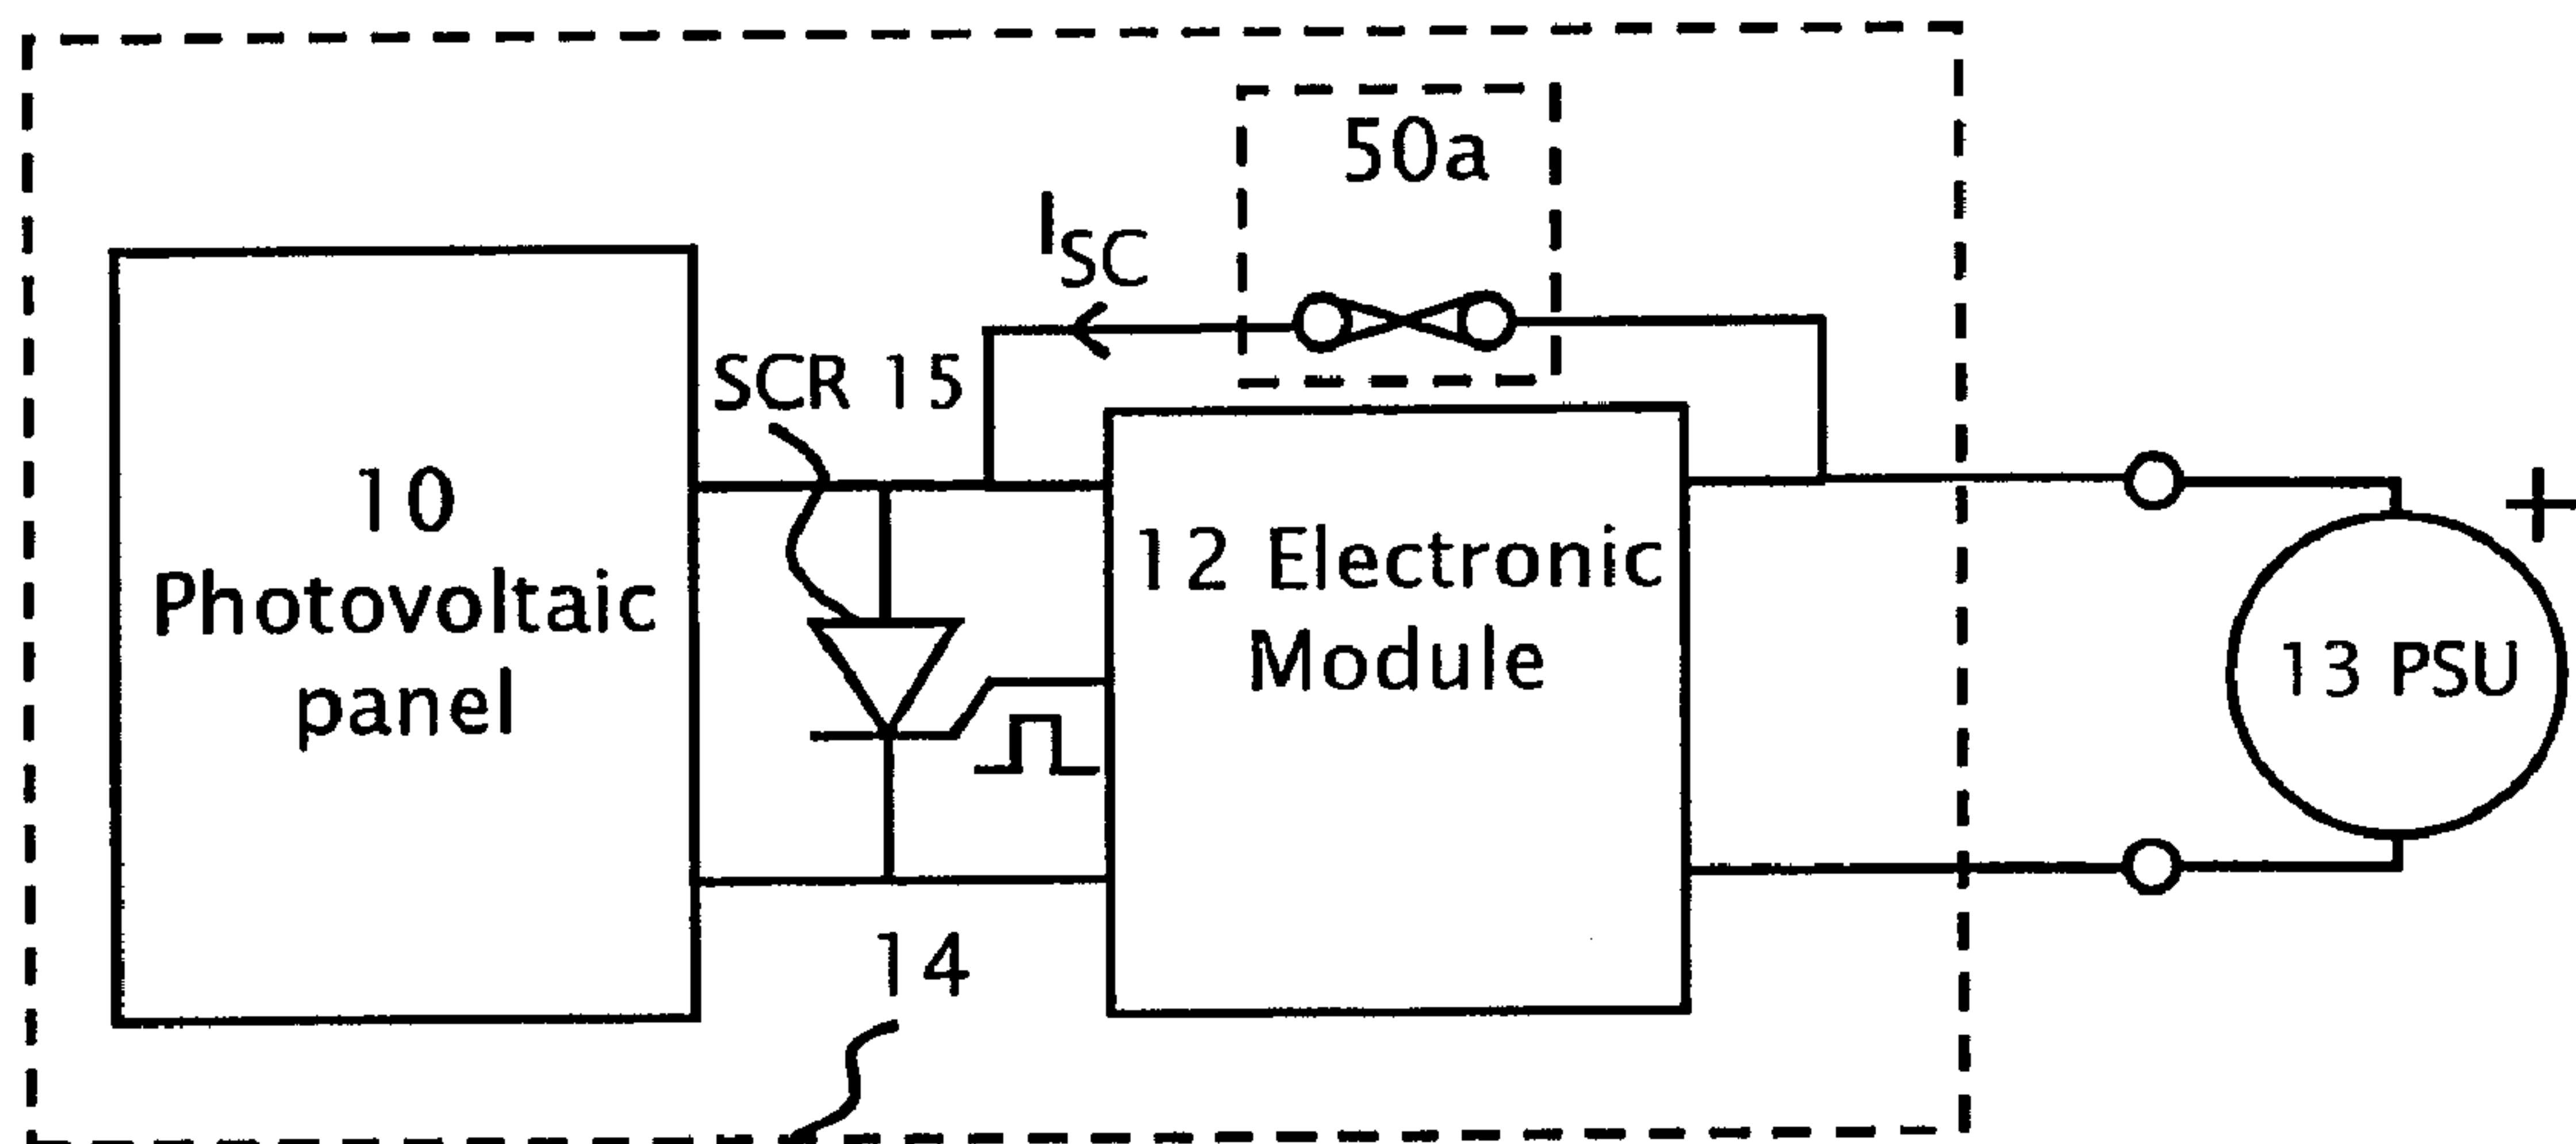 50a
I_SC
SCR 15
10
Photovoltaic
panel
12 Electronic
Module
+
13 PSU
14